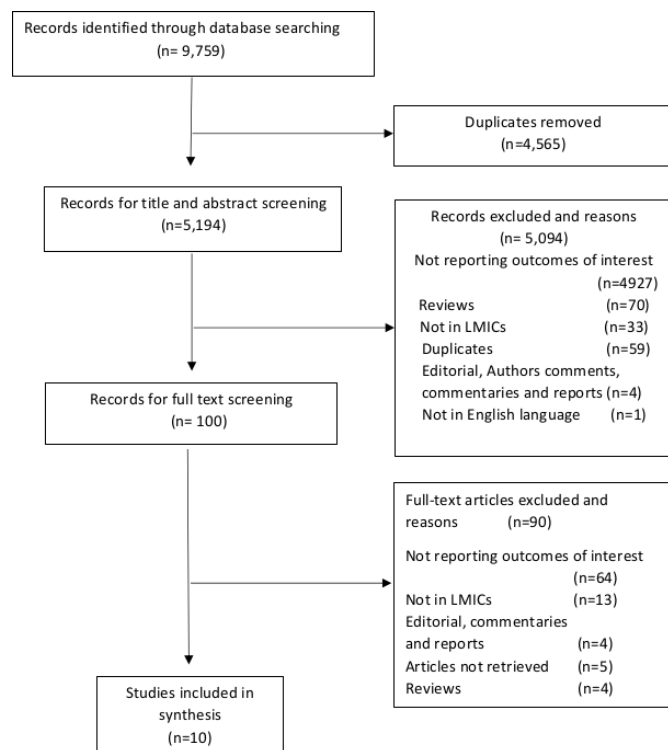 Records identified through database searching
(n= 9,759)
Duplicates removed
(n=4,565)
Records for title and abstract screening
(n=5,194)
Records excluded and reasons
(n= 5,094)
Not reporting outcomes of interest
(n=4927)
Reviews (n=70)
Not in LMICs (n=33)
Duplicates (n=59)
Editorial, Authors comments,
commentaries and reports (n=4)
Not in English language (n=1)
Records for full text screening
(n= 100)
Full-text articles excluded and
reasons (n=90)
Not reporting outcomes of interest
(n=64)
Not in LMICs (n=13)
Editorial, commentaries
and reports (n=4)
Articles not retrieved (n=5)
Reviews (n=4)
Studies included in
synthesis
(n=10)